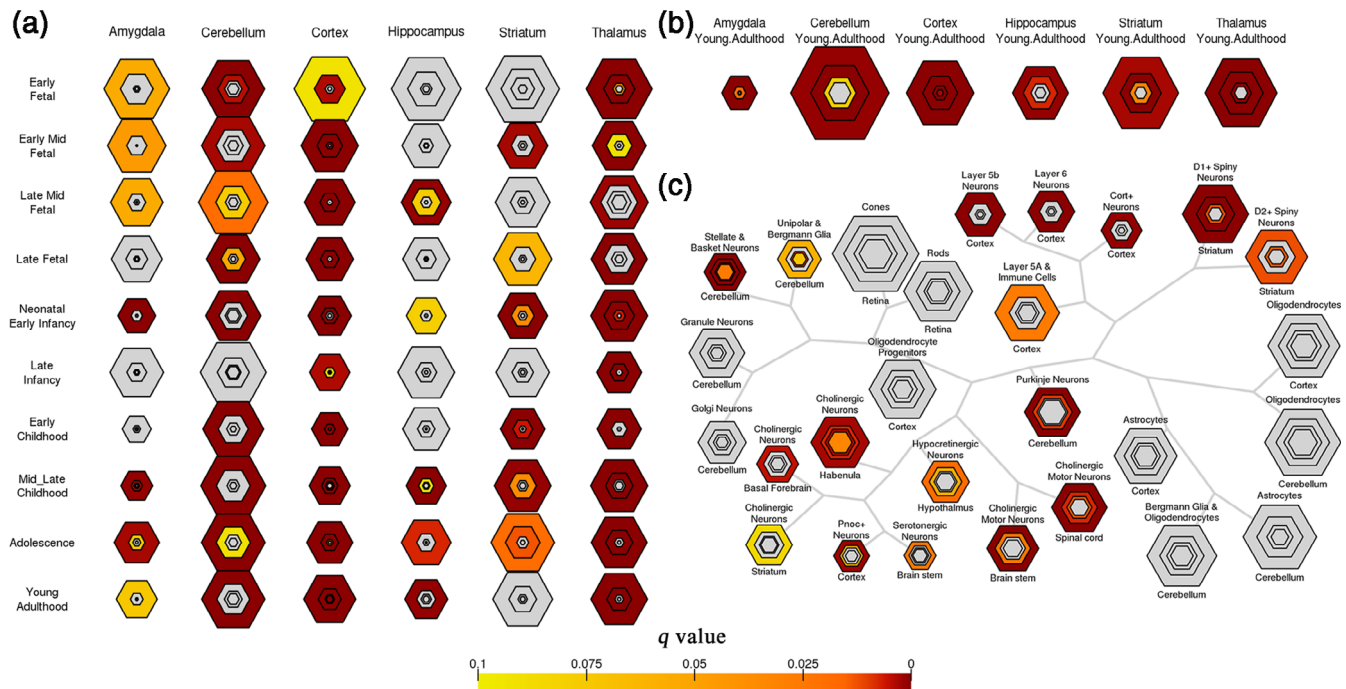 (a)
Amygdala Cerebellum Cortex Hippocampus Striatum Thalamus
Early
Fetal
Early Mid
Fetal
Late Mid
Fetal
Late Fetal
Neonatal
Early Infancy
Late
Infancy
Early
Childhood
Mid_Late
Childhood
Adolescence
Young
Adulthood
(b)
Amygdala Cerebellum Cortex Hippocampus Striatum Thalamus
Young.Adulthood Young.Adulthood Young.Adulthood Young.Adulthood Young.Adulthood Young.Adulthood
(c)
Stellate &
Basket Neurons
Cerebellum
Unipolar &
Bergmann Glia
Cerebellum
Cones
Retina
Rods
Retina
Layer 5b
Neurons
Cortex
Layer 6
Neurons
Cortex
Cort+
Neurons
Cortex
D1+ Spiny
Neurons
Striatum
D2+ Spiny
Neurons
Striatum
Layer 5A &
Immune Cells
Cortex
Granule Neurons
Cerebellum
Oligodendrocyte
Progenitors
Cortex
Oligodendrocytes
Cortex
Golgi Neurons
Cerebellum
Cholinergic
Neurons
Basal Forebrain
Cholinergic
Neurons
Habenula
Hypocretinergic
Neurons
Hypothalmus
Purkinje Neurons
Cerebellum
Astrocytes
Cortex
Oligodendrocytes
Cerebellum
Cholinergic
Neurons
Striatum
Pnoc+
Neurons
Cortex
Serotonergic
Neurons
Brain stem
Cholinergic
Motor Neurons
Brain stem
Cholinergic
Motor Neurons
Spinal cord
Bergmann Glia &
Oligodendrocytes
Cerebellum
Astrocytes
Cerebellum
q value
0.1 0.075 0.05 0.025 0